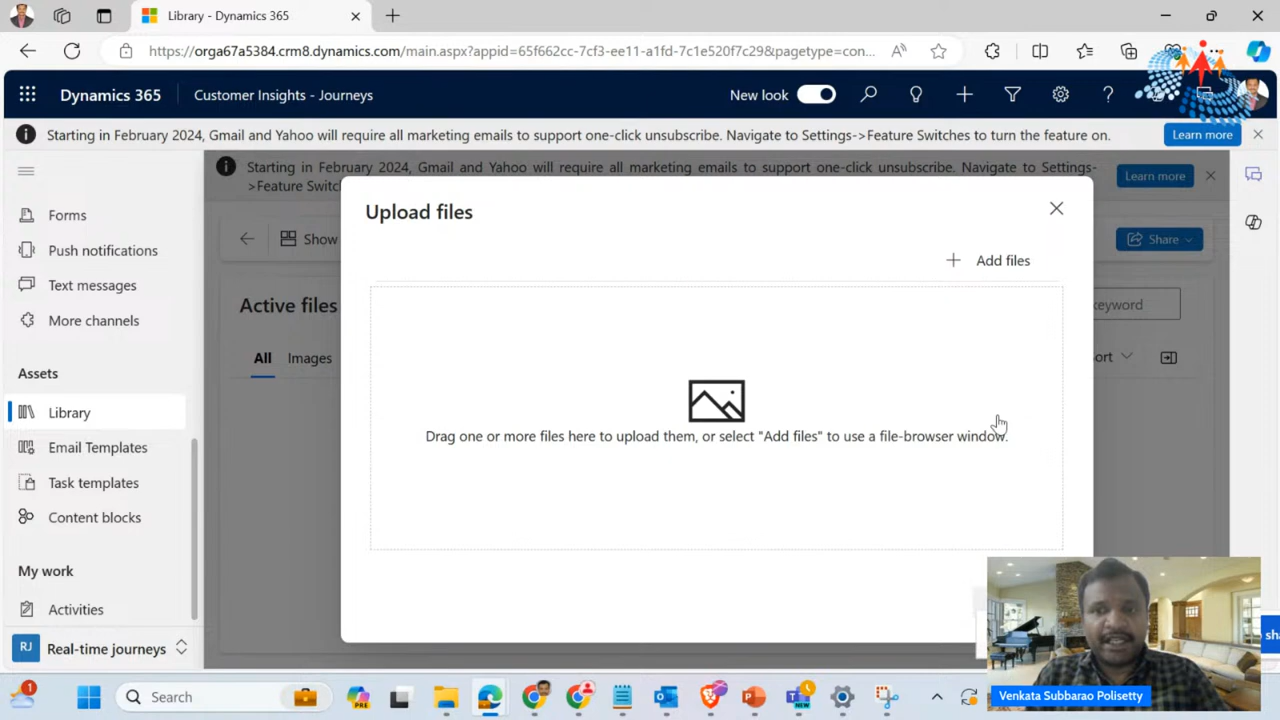 Library - Dynamics 365
https://orga67a5384.crm8.dynamics.com/main.aspx?appid=65f662cc-7cf3-ee11-a1fd-7c1e520f7c29&pagetype=con...
Dynamics 365
Customer Insights - Journeys
New look
Starting in February 2024, Gmail and Yahoo will require all marketing emails to support one-click unsubscribe. Navigate to Settings->Feature Switches to turn the feature on.
Learn more
Starting in February 2024, Gmail and Yahoo will require all marketing emails to support one-click unsubscribe. Navigate to Settings-
>Feature Switc
Learn more
Forms
Push notifications
Text messages
More channels
Assets
Library
Email Templates
Task templates
Content blocks
My work
Activities
RJ
Real-time journeys
Show
Share
Active files
keyword
All
Images
ort
Upload files
Add files
Drag one or more files here to upload them, or select "Add files" to use a file-browser window.
Venkata Subbarao Polisetty
sh
1
Search
NEW